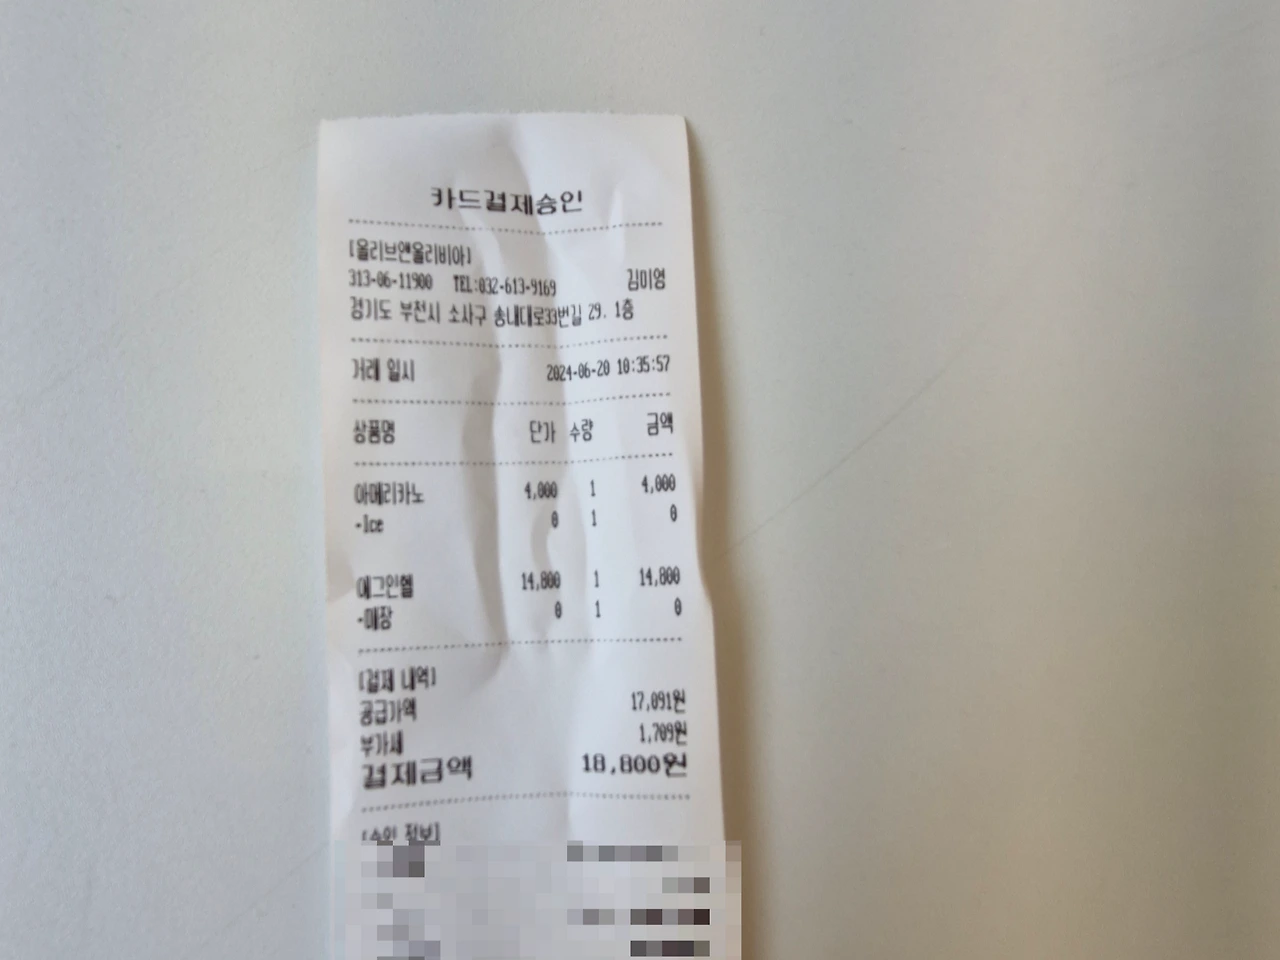 카드결제승인
[올리브앤올리비아]
313-06-11900 TEL:032-613-9169 김미영
경기도 부천시 소사구 송내대로33번길 29. 1층
거래 일시 2024-06-20 10:35:57
상품명 단가 수량 금액
아메리카노 4,000 1 4,000
-Ice 0 1 0
에그인헬 14,800 1 14,800
-매장 0 1 0
[결제 내역]
공급가액 17,091원
부가세 1,709원
결제금액 18,800원
[승인 정보]